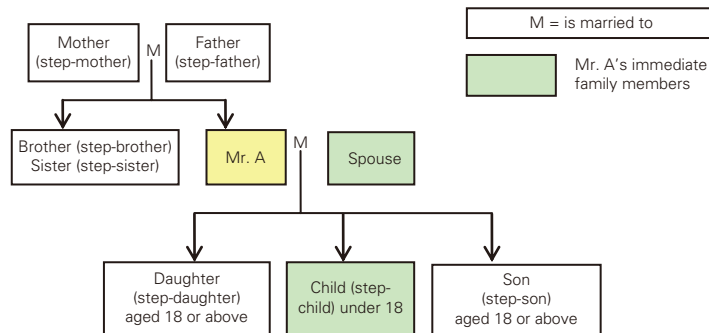 Mother
(step-mother)
M
Father
(step-father)
M = is married to
Mr. A's immediate
family members
Brother (step-brother)
Sister (step-sister)
Mr. A
M
Spouse
Daughter
(step-daughter)
aged 18 or above
Child (step-
child) under 18
Son
(step-son)
aged 18 or above